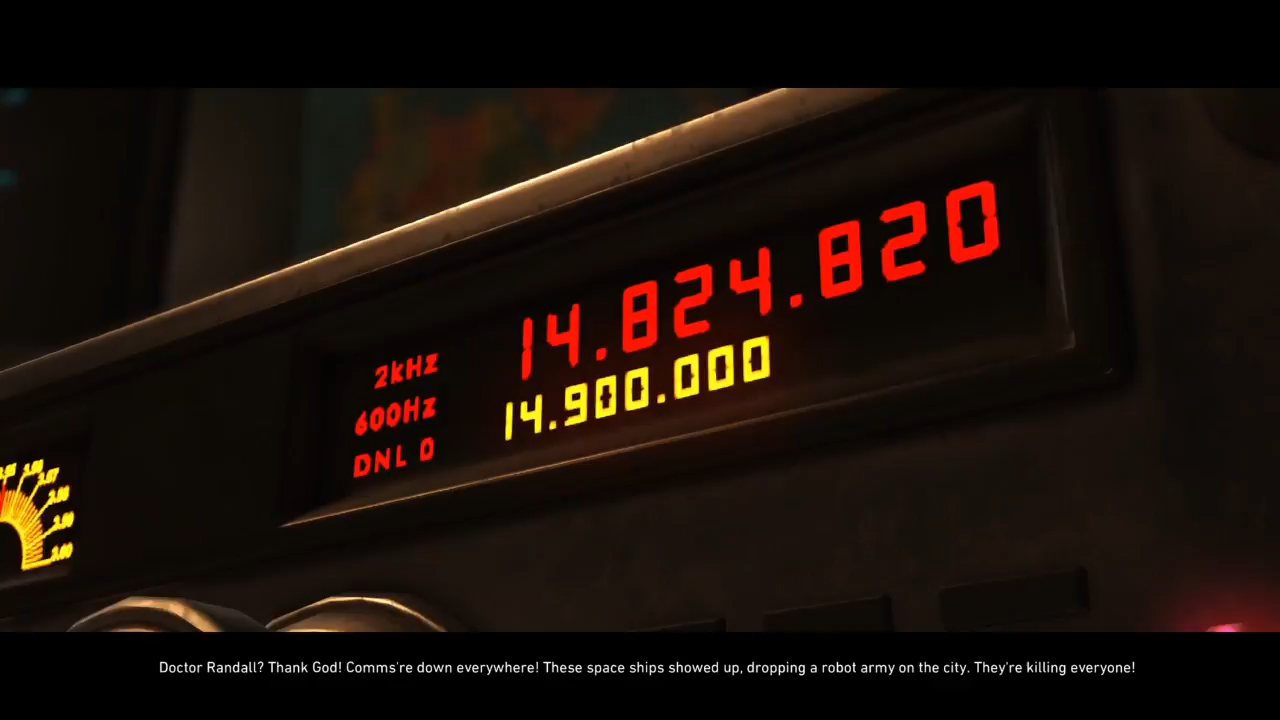 2kHz
14.824.820
600Hz
14.900.000
DNL 0
Doctor Randall? Thank God! Comms're down everywhere! These space ships showed up, dropping a robot army on the city. They're killing everyone!